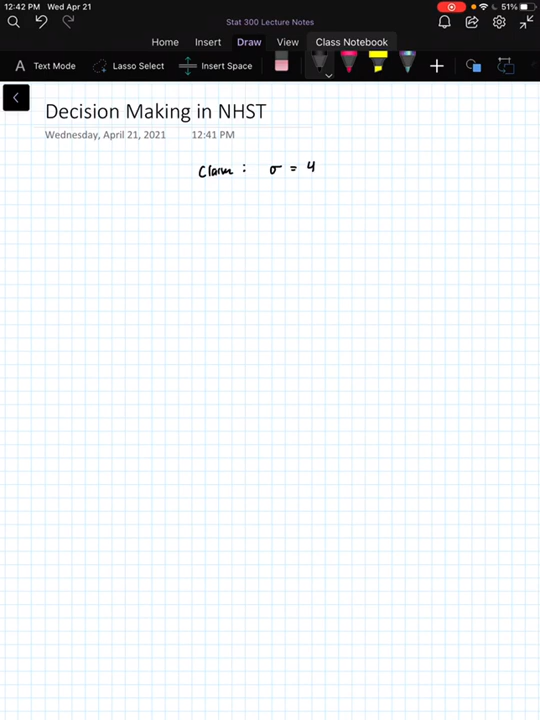 12:42 PM Wed Apr 21
51%
Stat 300 Lecture Notes
Home Insert Draw View Class Notebook
A Text Mode Lasso Select Insert Space
Decision Making in NHST
Wednesday, April 21, 2021 12:41 PM
Claim : σ = 4